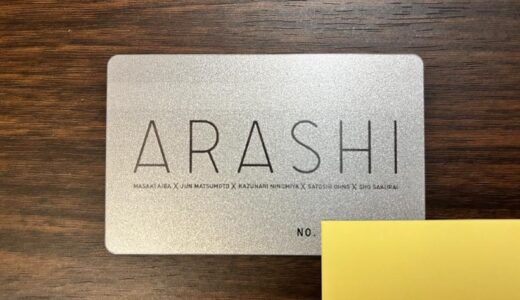 ARASHI
MASAKI AIBA X JUN MATSUMOTO X KAZUNARI NINOMIYA X SATOSHI OHNO X SHO SAKURAI
NO.